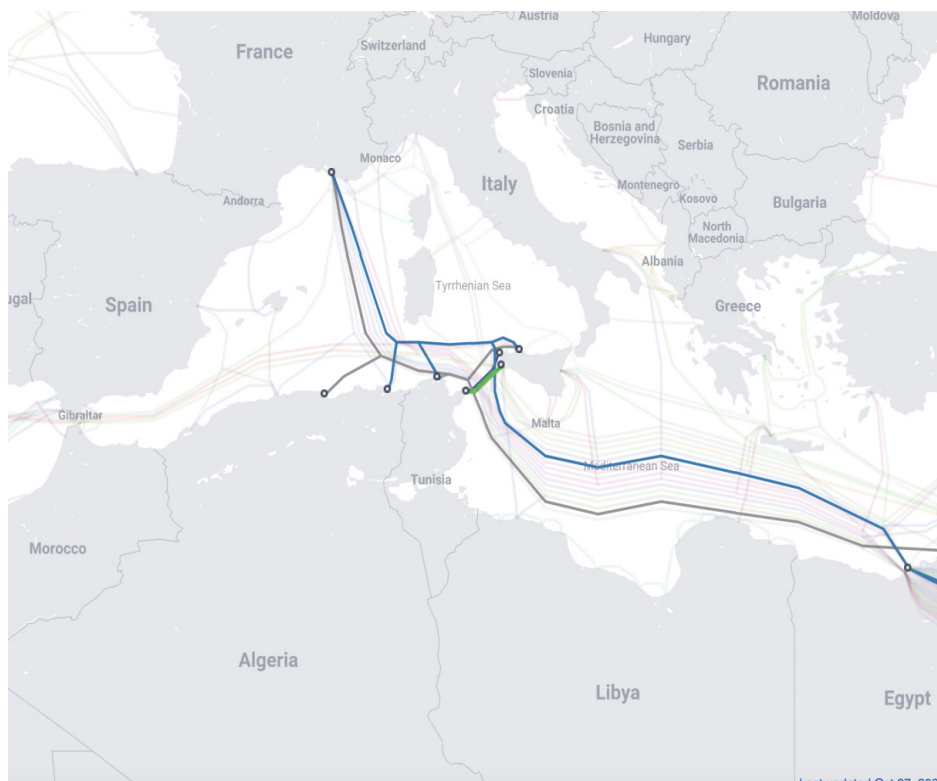 Austria
Moldova
France
Switzerland
Hungary
Slovenia
Romania
Croatia
Bosnia and
Herzegovina
Serbia
Monaco
Italy
Montenegro
Kosovo
Bulgaria
Andorra
North
Macedonia
Albania
Tyrrhenian Sea
ugal
Spain
Greece
Gibraltar
Malta
Mediterranean Sea
Tunisia
Morocco
Algeria
Libya
Egypt